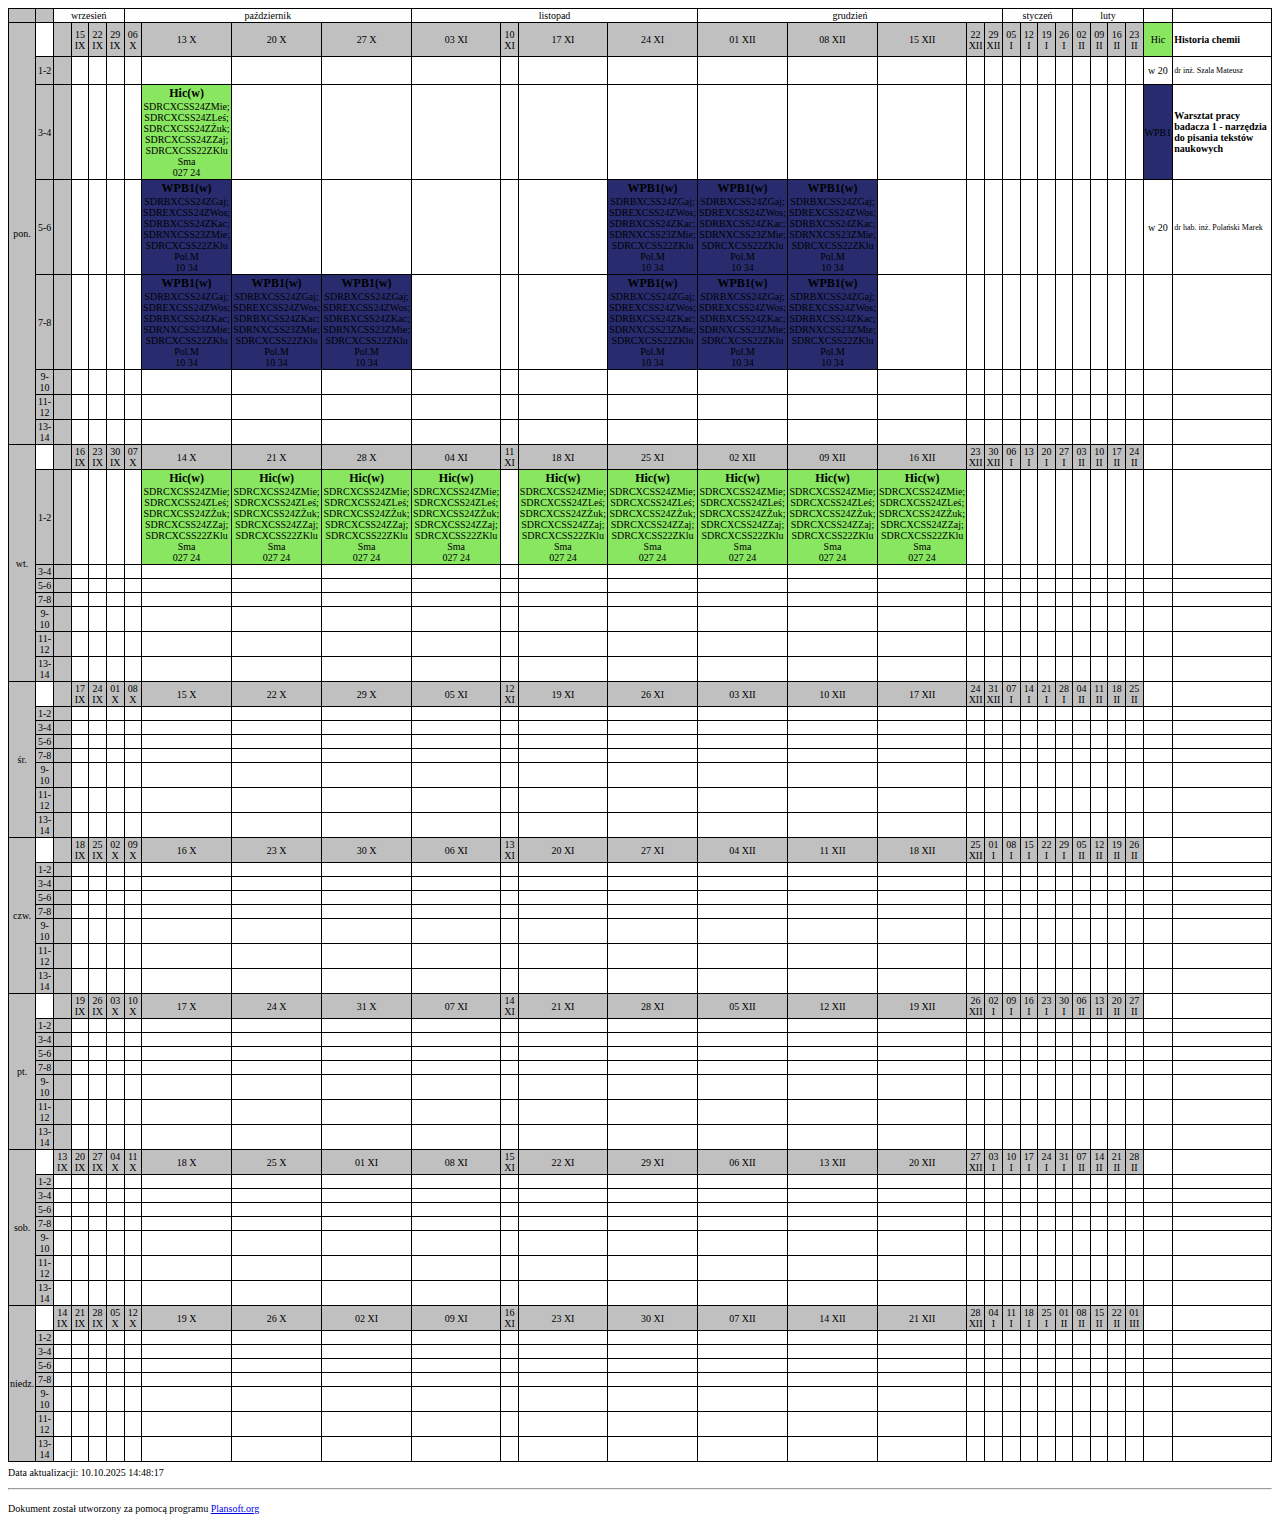 wrzesień październik listopad grudzień styczeń luty
pon. 15 IX 22 IX 29 IX 06 X 13 X 20 X 27 X 03 XI 10 XI 17 XI 24 XI 01 XII 08 XII 15 XII 22 XII 29 XII 05 I 12 I 19 I 26 I 02 II 09 II 16 II 23 II Hic Historia chemii
1-2 w 20 dr inż. Szala Mateusz
3-4 Hic(w) WPB1 Warsztat pracy badacza 1 - narzędzia do pisania tekstów naukowych
SDRCXCSS24ZMie;
SDRCXCSS24ZLeś;
SDRCXCSS24ZŻuk;
SDRCXCSS24ZZaj;
SDRCXCSS22ZKlu
Sma
027 24
5-6 WPB1(w) WPB1(w) WPB1(w) WPB1(w) w 20 dr hab. inż. Polański Marek
SDRBXCSS24ZGaj; SDRBXCSS24ZGaj; SDRBXCSS24ZGaj; SDRBXCSS24ZGaj;
SDREXCSS24ZWos; SDREXCSS24ZWos; SDREXCSS24ZWos; SDREXCSS24ZWos;
SDRBXCSS24ZKac; SDRBXCSS24ZKac; SDRBXCSS24ZKac; SDRBXCSS24ZKac;
SDRNXCSS23ZMie; SDRNXCSS23ZMie; SDRNXCSS23ZMie; SDRNXCSS23ZMie;
SDRCXCSS22ZKlu SDRCXCSS22ZKlu SDRCXCSS22ZKlu SDRCXCSS22ZKlu
Pol.M Pol.M Pol.M Pol.M
10 34 10 34 10 34 10 34
7-8 WPB1(w) WPB1(w) WPB1(w) WPB1(w) WPB1(w) WPB1(w)
SDRBXCSS24ZGaj; SDRBXCSS24ZGaj; SDRBXCSS24ZGaj; SDRBXCSS24ZGaj; SDRBXCSS24ZGaj; SDRBXCSS24ZGaj;
SDREXCSS24ZWos; SDREXCSS24ZWos; SDREXCSS24ZWos; SDREXCSS24ZWos; SDREXCSS24ZWos; SDREXCSS24ZWos;
SDRBXCSS24ZKac; SDRBXCSS24ZKac; SDRBXCSS24ZKac; SDRBXCSS24ZKac; SDRBXCSS24ZKac; SDRBXCSS24ZKac;
SDRNXCSS23ZMie; SDRNXCSS23ZMie; SDRNXCSS23ZMie; SDRNXCSS23ZMie; SDRNXCSS23ZMie; SDRNXCSS23ZMie;
SDRCXCSS22ZKlu SDRCXCSS22ZKlu SDRCXCSS22ZKlu SDRCXCSS22ZKlu SDRCXCSS22ZKlu SDRCXCSS22ZKlu
Pol.M Pol.M Pol.M Pol.M Pol.M Pol.M
10 34 10 34 10 34 10 34 10 34 10 34
9-10
11-12
13-14
wt. 16 IX 23 IX 30 IX 07 X 14 X 21 X 28 X 04 XI 11 XI 18 XI 25 XI 02 XII 09 XII 16 XII 23 XII 30 XII 06 I 13 I 20 I 27 I 03 II 10 II 17 II 24 II
1-2 Hic(w) Hic(w) Hic(w) Hic(w) Hic(w) Hic(w) Hic(w) Hic(w) Hic(w)
SDRCXCSS24ZMie; SDRCXCSS24ZMie; SDRCXCSS24ZMie; SDRCXCSS24ZMie; SDRCXCSS24ZMie; SDRCXCSS24ZMie; SDRCXCSS24ZMie; SDRCXCSS24ZMie; SDRCXCSS24ZMie;
SDRCXCSS24ZLeś; SDRCXCSS24ZLeś; SDRCXCSS24ZLeś; SDRCXCSS24ZLeś; SDRCXCSS24ZLeś; SDRCXCSS24ZLeś; SDRCXCSS24ZLeś; SDRCXCSS24ZLeś; SDRCXCSS24ZLeś;
SDRCXCSS24ZŻuk; SDRCXCSS24ZŻuk; SDRCXCSS24ZŻuk; SDRCXCSS24ZŻuk; SDRCXCSS24ZŻuk; SDRCXCSS24ZŻuk; SDRCXCSS24ZŻuk; SDRCXCSS24ZŻuk; SDRCXCSS24ZŻuk;
SDRCXCSS24ZZaj; SDRCXCSS24ZZaj; SDRCXCSS24ZZaj; SDRCXCSS24ZZaj; SDRCXCSS24ZZaj; SDRCXCSS24ZZaj; SDRCXCSS24ZZaj; SDRCXCSS24ZZaj; SDRCXCSS24ZZaj;
SDRCXCSS22ZKlu SDRCXCSS22ZKlu SDRCXCSS22ZKlu SDRCXCSS22ZKlu SDRCXCSS22ZKlu SDRCXCSS22ZKlu SDRCXCSS22ZKlu SDRCXCSS22ZKlu SDRCXCSS22ZKlu
Sma Sma Sma Sma Sma Sma Sma Sma Sma
027 24 027 24 027 24 027 24 027 24 027 24 027 24 027 24 027 24
3-4
5-6
7-8
9-10
11-12
13-14
śr. 17 IX 24 IX 01 X 08 X 15 X 22 X 29 X 05 XI 12 XI 19 XI 26 XI 03 XII 10 XII 17 XII 24 XII 31 XII 07 I 14 I 21 I 28 I 04 II 11 II 18 II 25 II
1-2
3-4
5-6
7-8
9-10
11-12
13-14
czw. 18 IX 25 IX 02 X 09 X 16 X 23 X 30 X 06 XI 13 XI 20 XI 27 XI 04 XII 11 XII 18 XII 25 XII 01 I 08 I 15 I 22 I 29 I 05 II 12 II 19 II 26 II
1-2
3-4
5-6
7-8
9-10
11-12
13-14
pt. 19 IX 26 IX 03 X 10 X 17 X 24 X 31 X 07 XI 14 XI 21 XI 28 XI 05 XII 12 XII 19 XII 26 XII 02 I 09 I 16 I 23 I 30 I 06 II 13 II 20 II 27 II
1-2
3-4
5-6
7-8
9-10
11-12
13-14
sob. 13 IX 20 IX 27 IX 04 X 11 X 18 X 25 X 01 XI 08 XI 15 XI 22 XI 29 XI 06 XII 13 XII 20 XII 27 XII 03 I 10 I 17 I 24 I 31 I 07 II 14 II 21 II 28 II
1-2
3-4
5-6
7-8
9-10
11-12
13-14
niedz. 14 IX 21 IX 28 IX 05 X 12 X 19 X 26 X 02 XI 09 XI 16 XI 23 XI 30 XI 07 XII 14 XII 21 XII 28 XII 04 I 11 I 18 I 25 I 01 II 08 II 15 II 22 II 01 III
1-2
3-4
5-6
7-8
9-10
11-12
13-14
Data aktualizacji: 10.10.2025 14:48:17
Dokument został utworzony za pomocą programu Plansoft.org